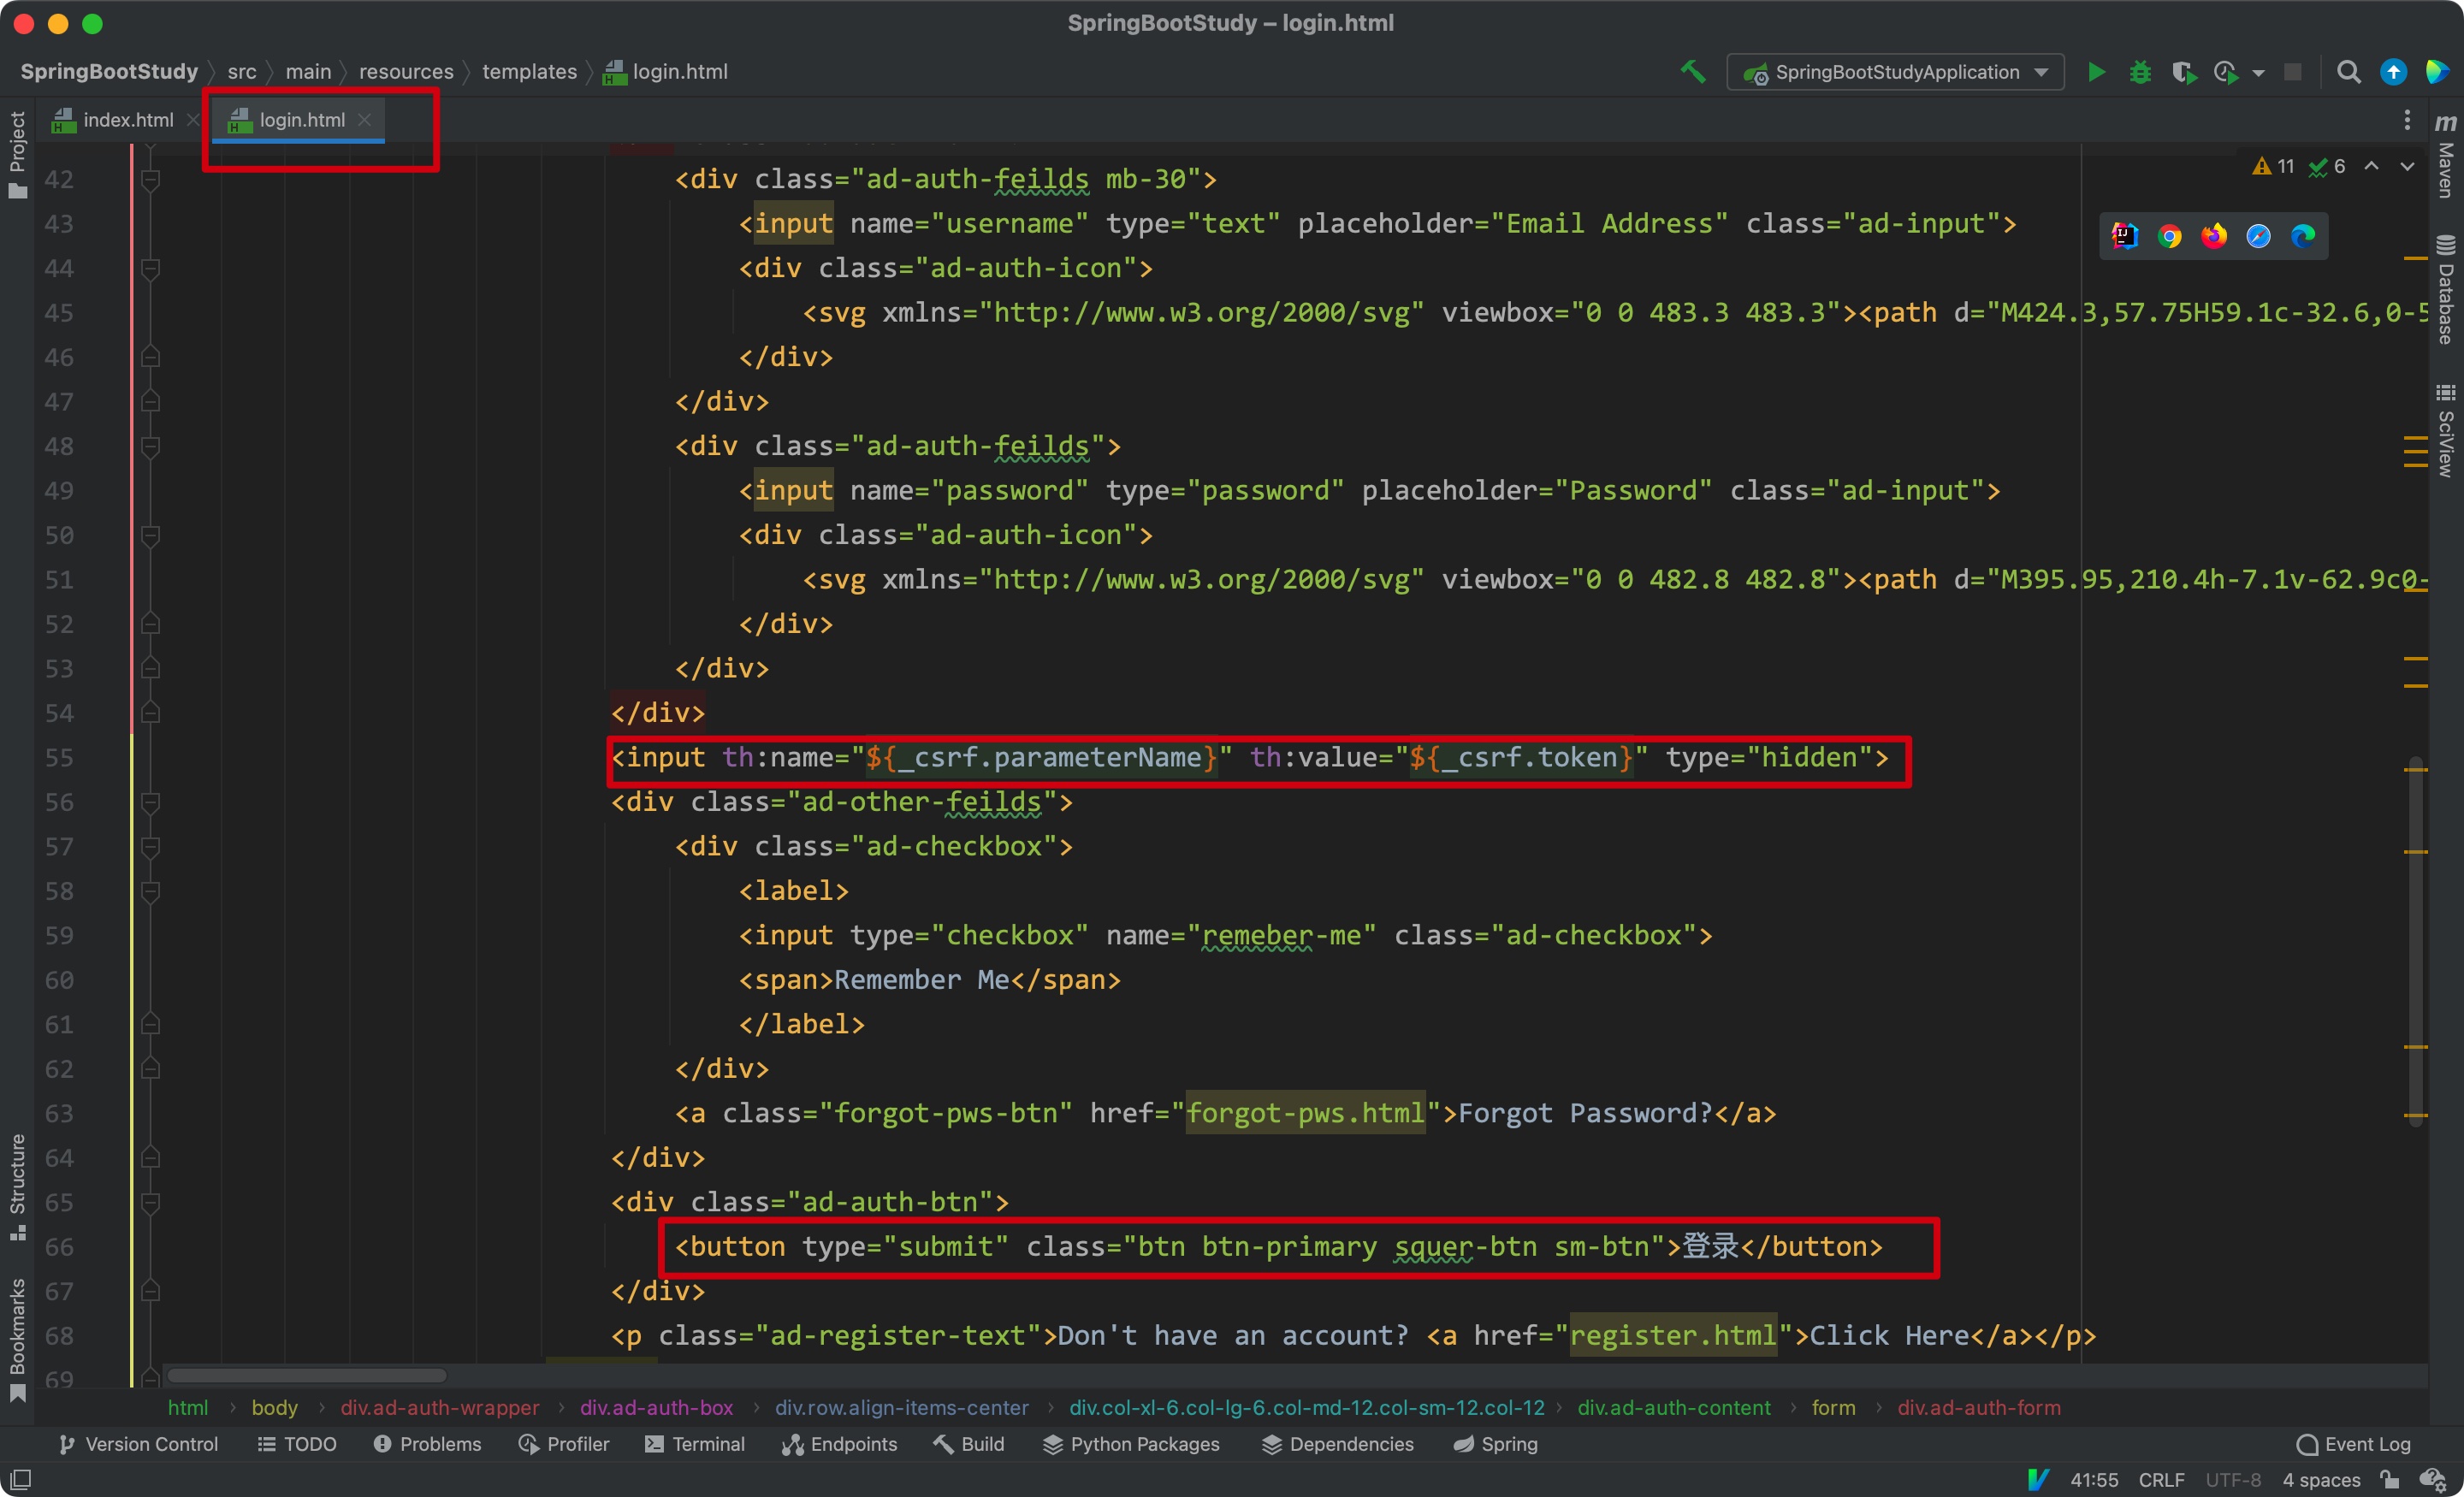 SpringBootStudy – login.html
SpringBootStudy src main resources templates login.html SpringBootStudyApplication
index.html login.html
Project
Structure
Bookmarks
m
Maven
Database
SciView
11 6
42 <div class="ad-auth-feilds mb-30">
43 <input name="username" type="text" placeholder="Email Address" class="ad-input">
44 <div class="ad-auth-icon">
45 <svg xmlns="http://www.w3.org/2000/svg" viewbox="0 0 483.3 483.3"><path d="M424.3,57.75H59.1c-32.6,0-5
46 </div>
47 </div>
48 <div class="ad-auth-feilds">
49 <input name="password" type="password" placeholder="Password" class="ad-input">
50 <div class="ad-auth-icon">
51 <svg xmlns="http://www.w3.org/2000/svg" viewbox="0 0 482.8 482.8"><path d="M395.95,210.4h-7.1v-62.9c0-
52 </div>
53 </div>
54 </div>
55 <input th:name="${_csrf.parameterName}" th:value="${_csrf.token}" type="hidden">
56 <div class="ad-other-feilds">
57 <div class="ad-checkbox">
58 <label>
59 <input type="checkbox" name="remeber-me" class="ad-checkbox">
60 <span>Remember Me</span>
61 </label>
62 </div>
63 <a class="forgot-pws-btn" href="forgot-pws.html">Forgot Password?</a>
64 </div>
65 <div class="ad-auth-btn">
66 <button type="submit" class="btn btn-primary squer-btn sm-btn">登录</button>
67 </div>
68 <p class="ad-register-text">Don't have an account? <a href="register.html">Click Here</a></p>
69
html body div.ad-auth-wrapper div.ad-auth-box div.row.align-items-center div.col-xl-6.col-lg-6.col-md-12.col-sm-12.col-12 div.ad-auth-content form div.ad-auth-form
Version Control TODO Problems Profiler Terminal Endpoints Build Python Packages Dependencies Spring Event Log
41:55 CRLF UTF-8 4 spaces